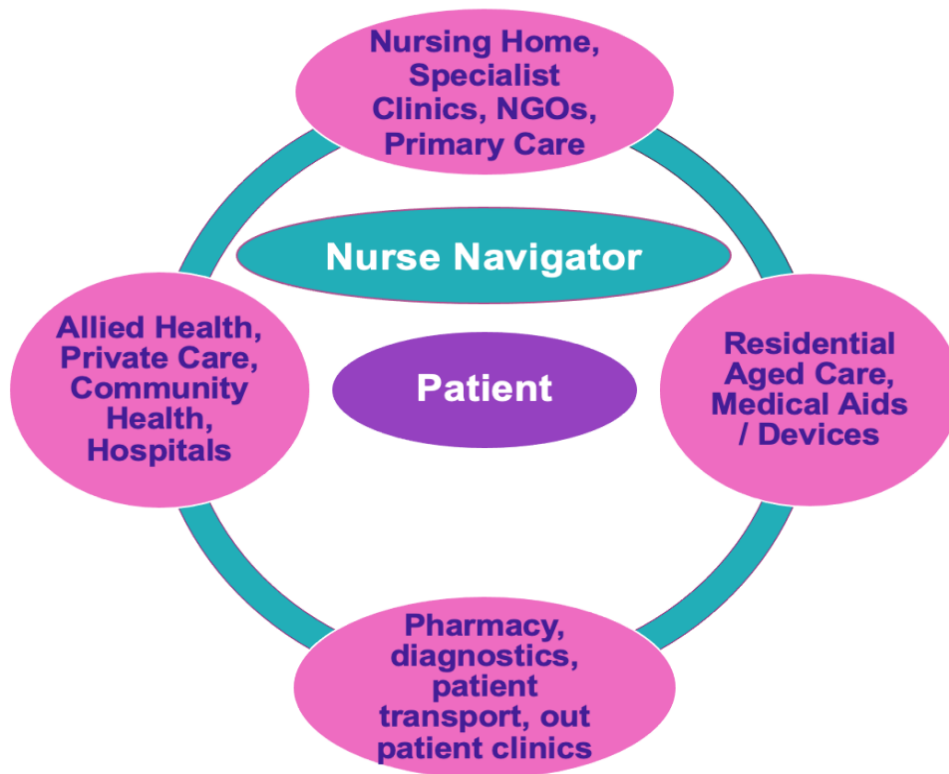 Nursing Home,
Specialist
Clinics, NGOs,
Primary Care
Nurse Navigator
Allied Health,
Private Care,
Community
Health,
Hospitals
Patient
Residential
Aged Care,
Medical Aids
/ Devices
Pharmacy,
diagnostics,
patient
transport, out
patient clinics